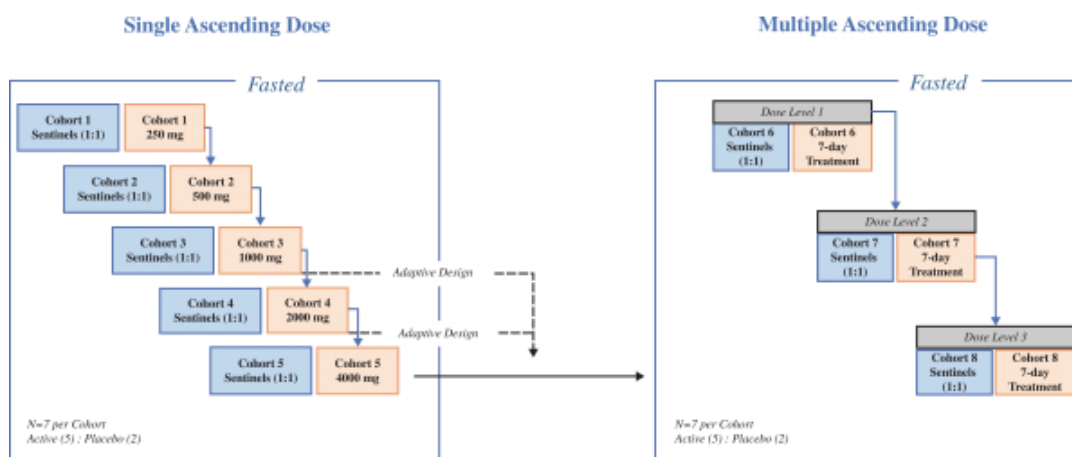 Single Ascending Dose
Multiple Ascending Dose
Fasted
Cohort 1
Sentinels (1:1)
Cohort 1
250 mg
Cohort 2
Sentinels (1:1)
Cohort 2
500 mg
Cohort 3
Sentinels (1:1)
Cohort 3
1000 mg
Adaptive Design
Cohort 4
Sentinels (1:1)
Cohort 4
2000 mg
Adaptive Design
Cohort 5
Sentinels (1:1)
Cohort 5
4000 mg
N=7 per Cohort
Active (5) : Placebo (2)
Fasted
Dose Level 1
Cohort 6
Sentinels
(1:1)
Cohort 6
7-day
Treatment
Dose Level 2
Cohort 7
Sentinels
(1:1)
Cohort 7
7-day
Treatment
Dose Level 3
Cohort 8
Sentinels
(1:1)
Cohort 8
7-day
Treatment
N=7 per Cohort
Active (5) : Placebo (2)